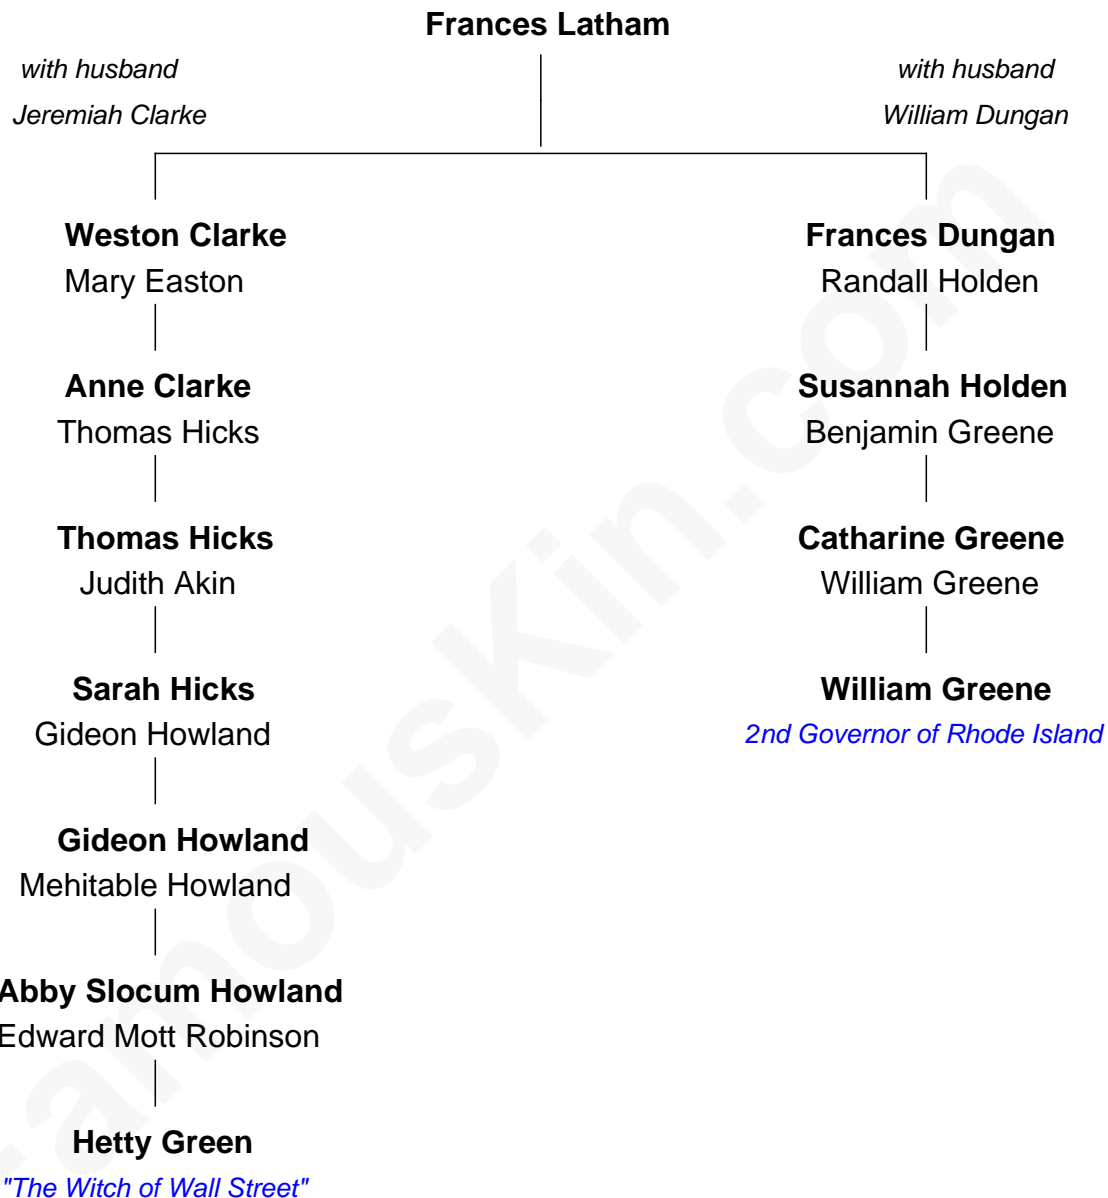 Frances Latham
with husband
Jeremiah Clarke
with husband
William Dungan
Weston Clarke
Mary Easton
Frances Dungan
Randall Holden
Anne Clarke
Thomas Hicks
Susannah Holden
Benjamin Greene
Thomas Hicks
Judith Akin
Catharine Greene
William Greene
Sarah Hicks
Gideon Howland
William Greene
2nd Governor of Rhode Island
Gideon Howland
Mehitable Howland
Abby Slocum Howland
Edward Mott Robinson
Hetty Green
"The Witch of Wall Street"
amousKin.com